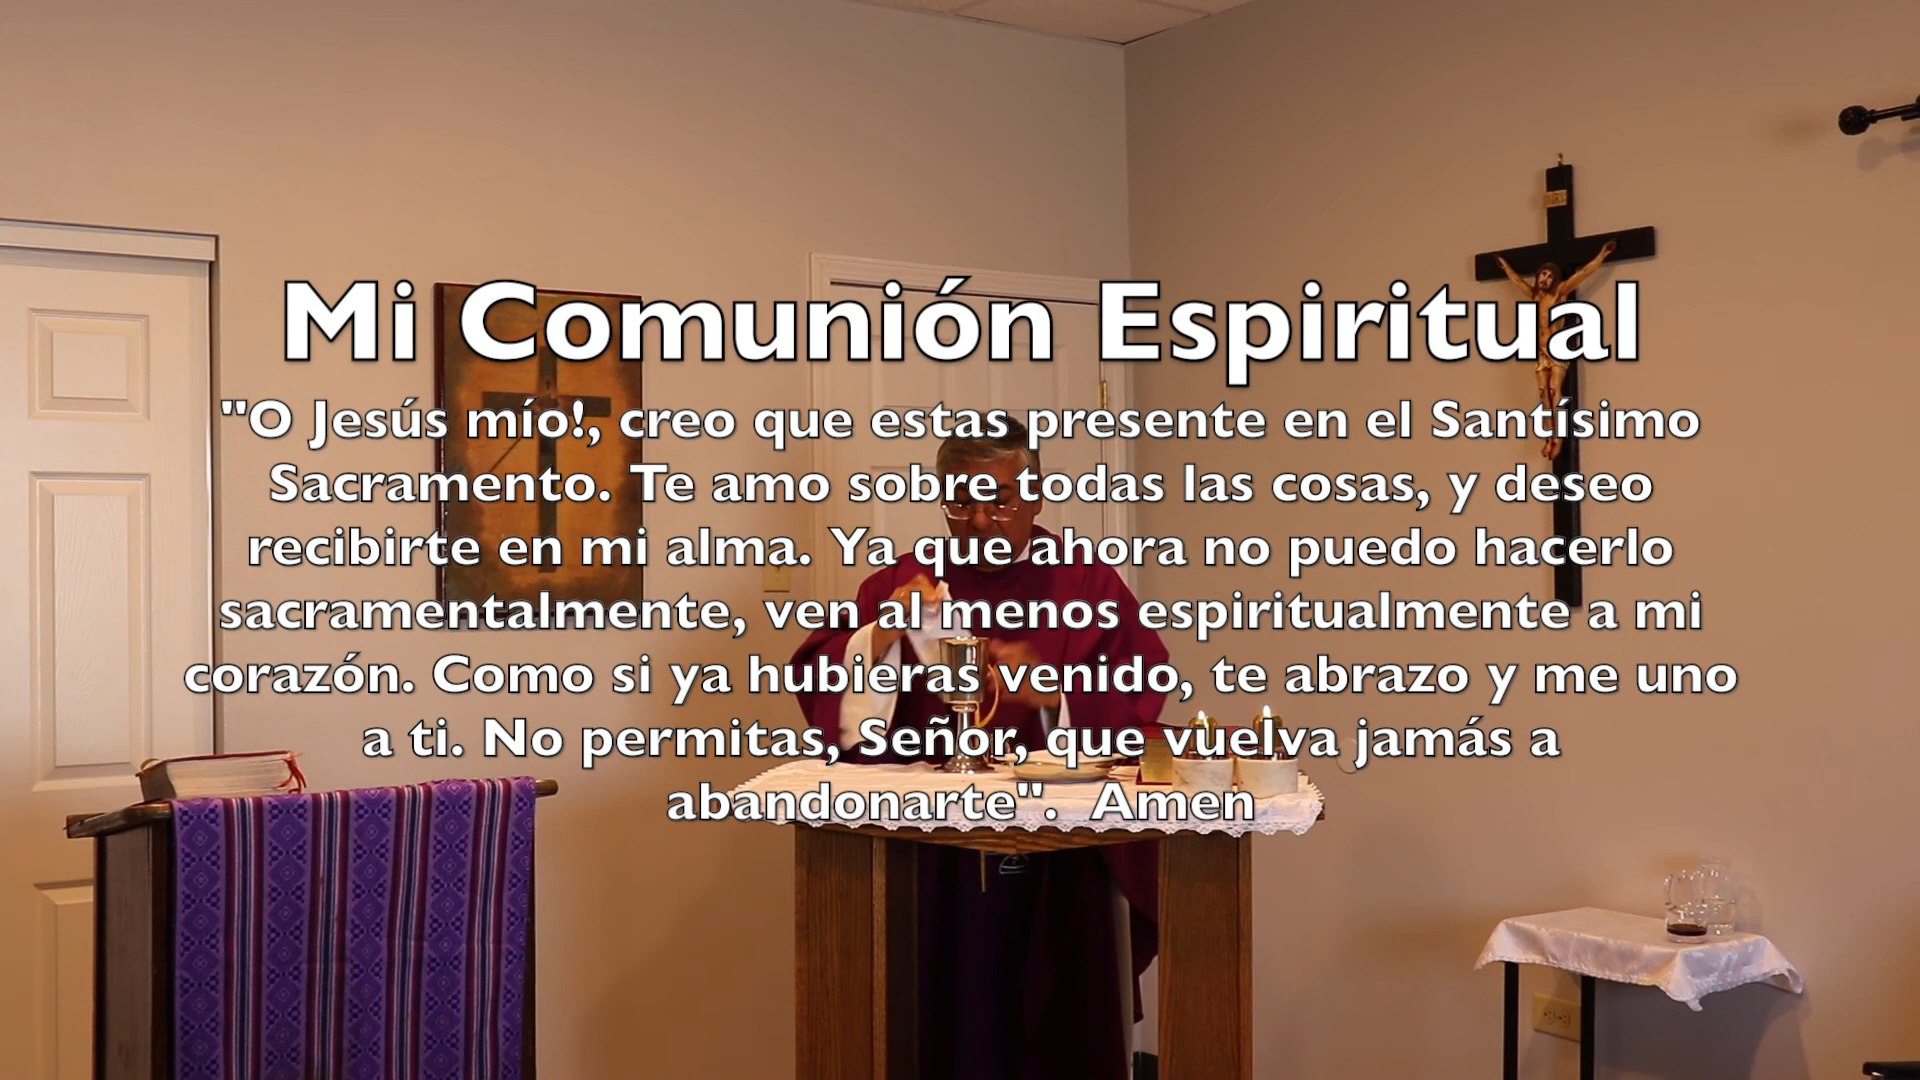 Mi Comunión Espiritual
"O Jesús mío!, creo que estas presente en el Santísimo
Sacramento. Te amo sobre todas las cosas, y deseo
recibirte en mi alma. Ya que ahora no puedo hacerlo
sacramentalmente, ven al menos espiritualmente a mi
corazón. Como si ya hubieras venido, te abrazo y me uno
a ti. No permitas, Señor, que vuelva jamás a
abandonarte".  Amen